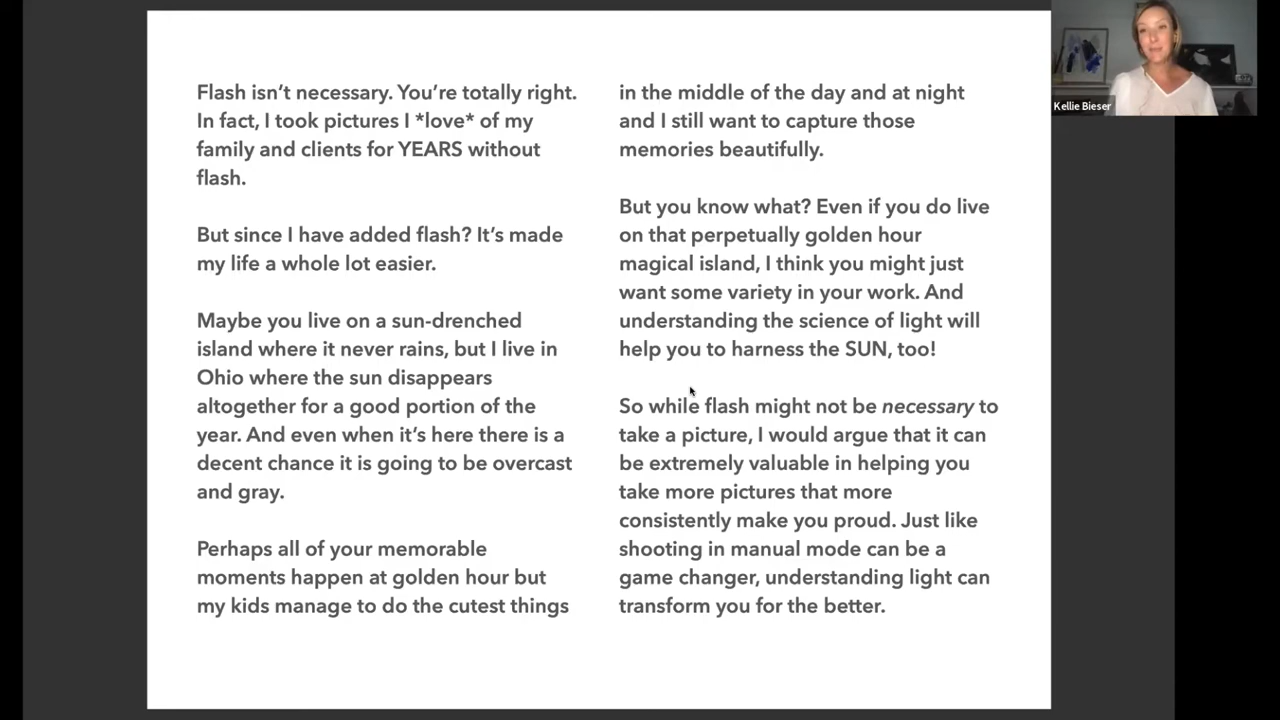 Flash isn’t necessary. You’re totally right.
In fact, I took pictures I *love* of my
family and clients for YEARS without
flash.
But since I have added flash? It’s made
my life a whole lot easier.
Maybe you live on a sun-drenched
island where it never rains, but I live in
Ohio where the sun disappears
altogether for a good portion of the
year. And even when it’s here there is a
decent chance it is going to be overcast
and gray.
Perhaps all of your memorable
moments happen at golden hour but
my kids manage to do the cutest things
in the middle of the day and at night
and I still want to capture those
memories beautifully.
But you know what? Even if you do live
on that perpetually golden hour
magical island, I think you might just
want some variety in your work. And
understanding the science of light will
help you to harness the SUN, too!
So while flash might not be necessary to
take a picture, I would argue that it can
be extremely valuable in helping you
take more pictures that more
consistently make you proud. Just like
shooting in manual mode can be a
game changer, understanding light can
transform you for the better.
Kellie Bieser